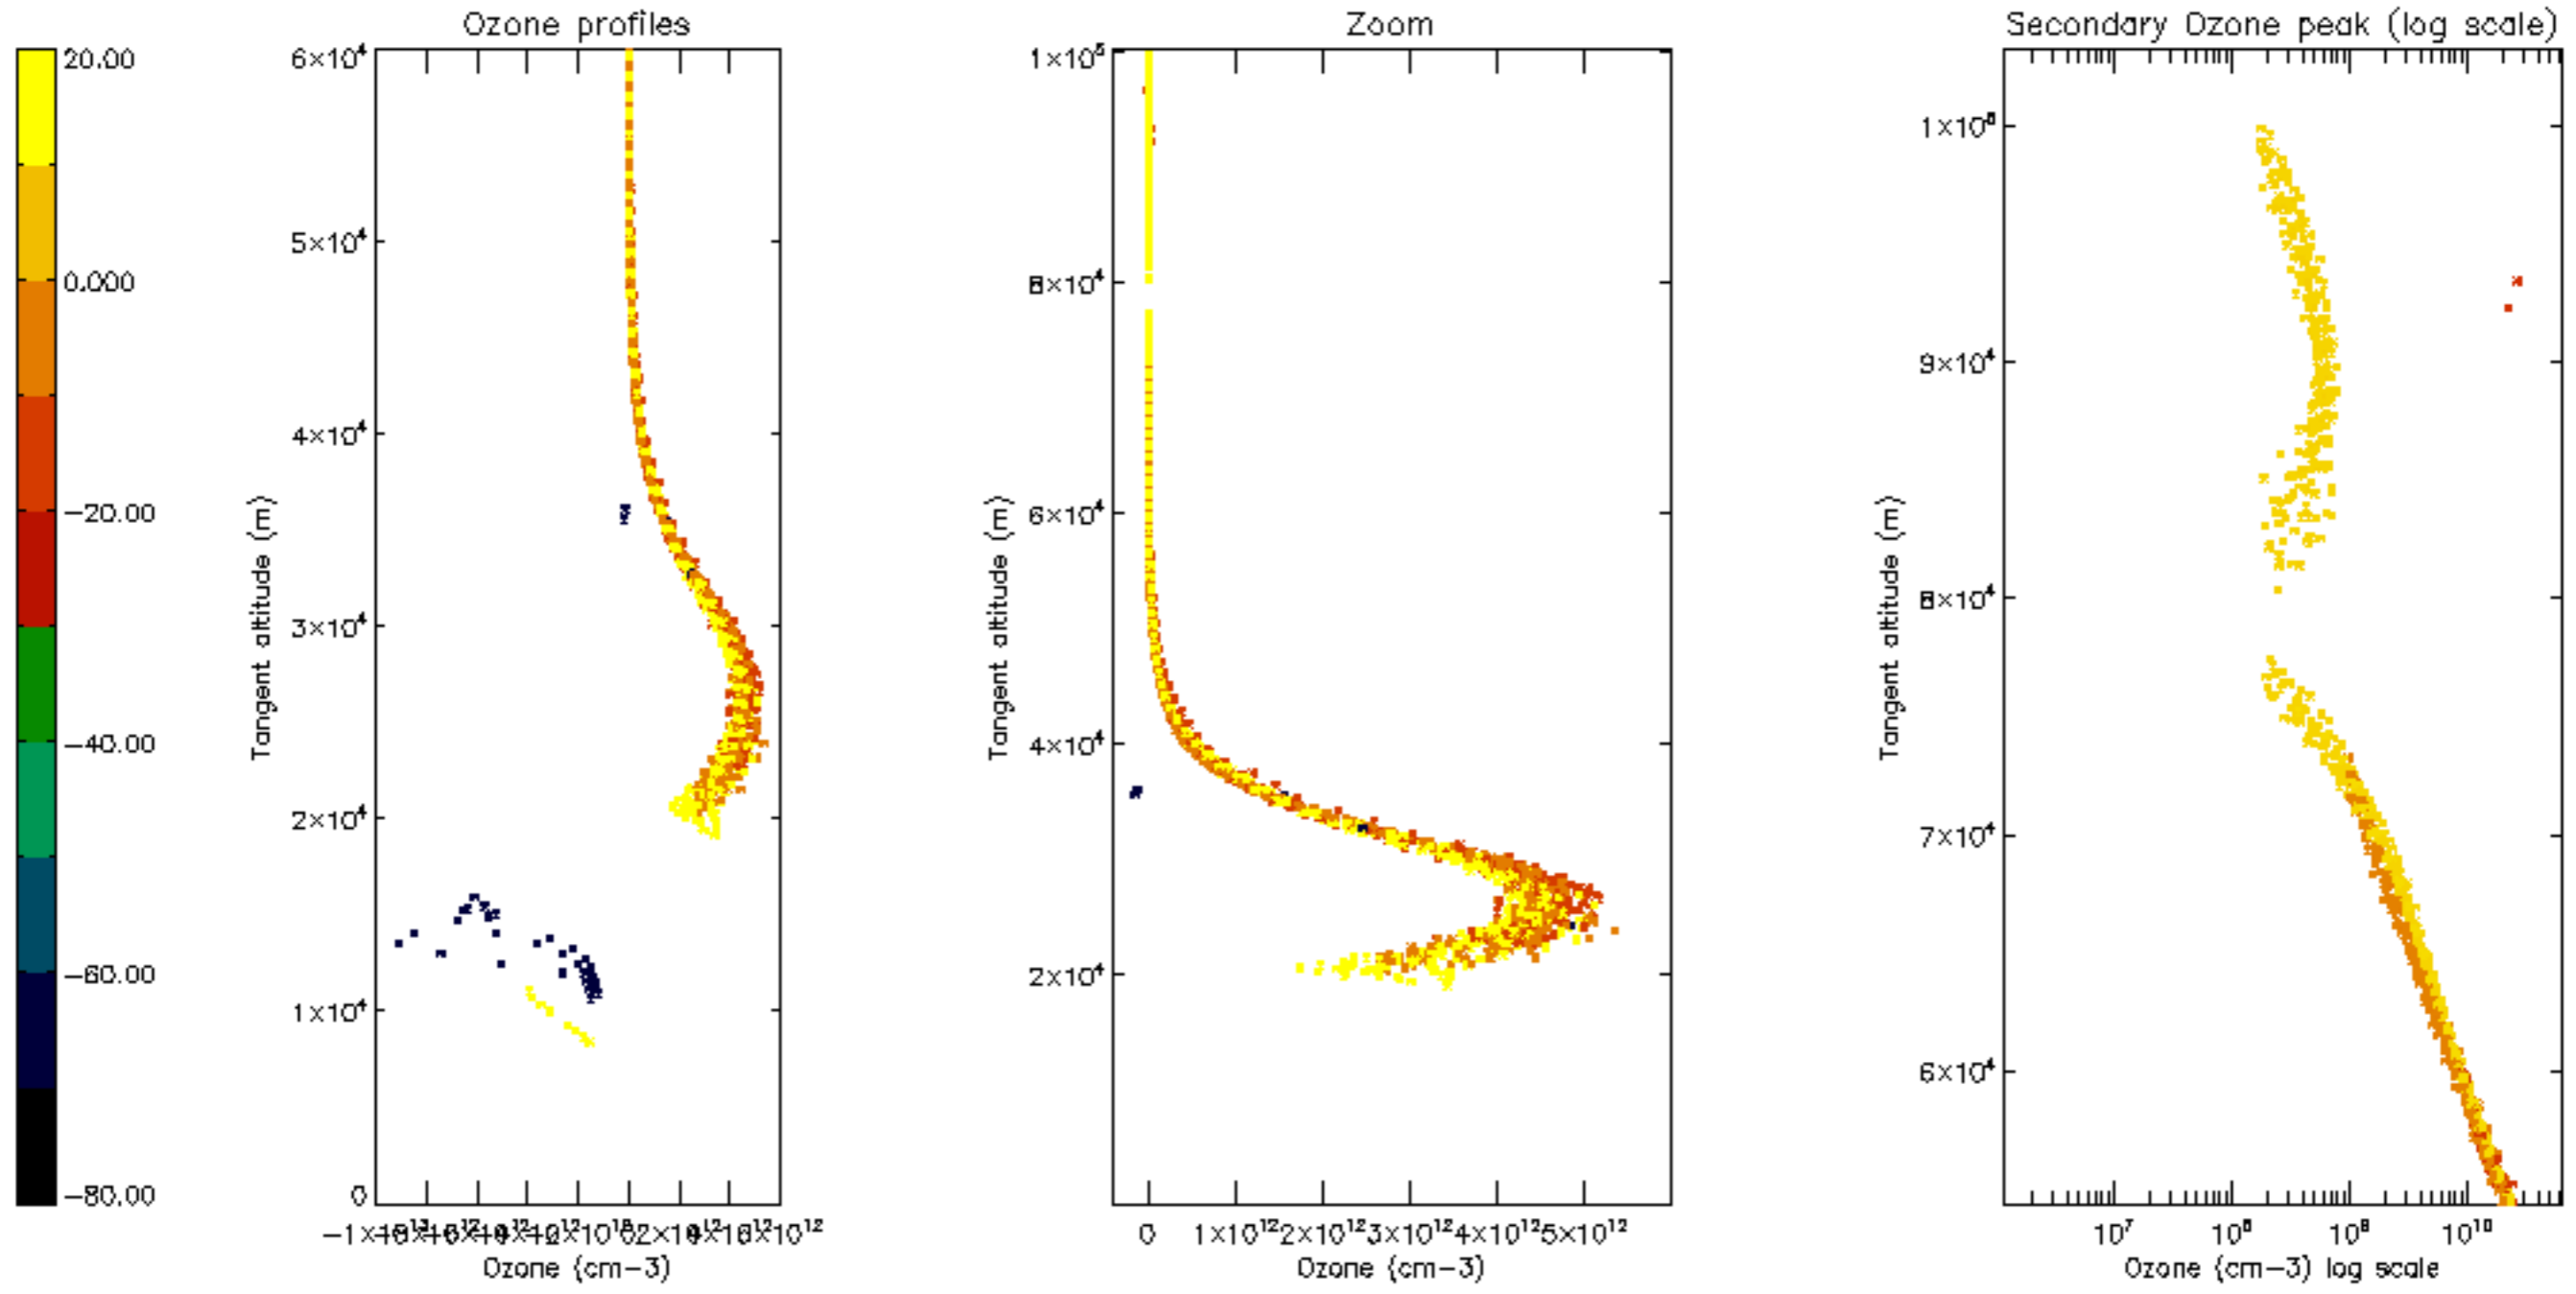 Ozone profiles
Zoom
Secondary Ozone peak (log scale)
20.00
0.000
−20.00
−40.00
−60.00
−80.00
6×10⁴
5×10⁴
4×10⁴
3×10⁴
2×10⁴
1×10⁴
0
Tangent altitude (m)
Ozone (cm−3)
1×10⁵
8×10⁴
6×10⁴
4×10⁴
2×10⁴
Tangent altitude (m)
0 1×10¹² 2×10¹² 3×10¹² 4×10¹² 5×10¹²
Ozone (cm−3)
1×10⁵
9×10⁴
8×10⁴
7×10⁴
6×10⁴
Tangent altitude (m)
10⁷ 10⁸ 10⁹ 10¹⁰
Ozone (cm−3) log scale